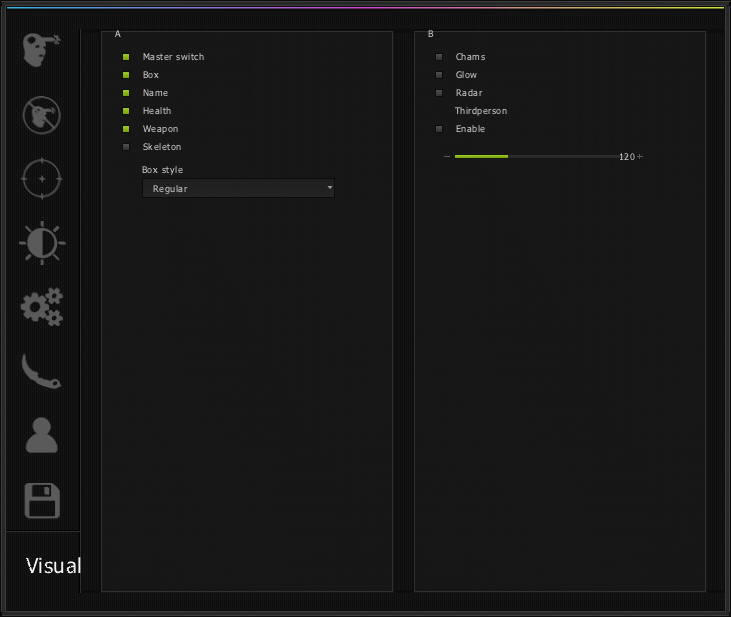 A
Master switch
Box
Name
Health
Weapon
Skeleton
Box style
Regular
B
Chams
Glow
Radar
Thirdperson
Enable
120
Visual